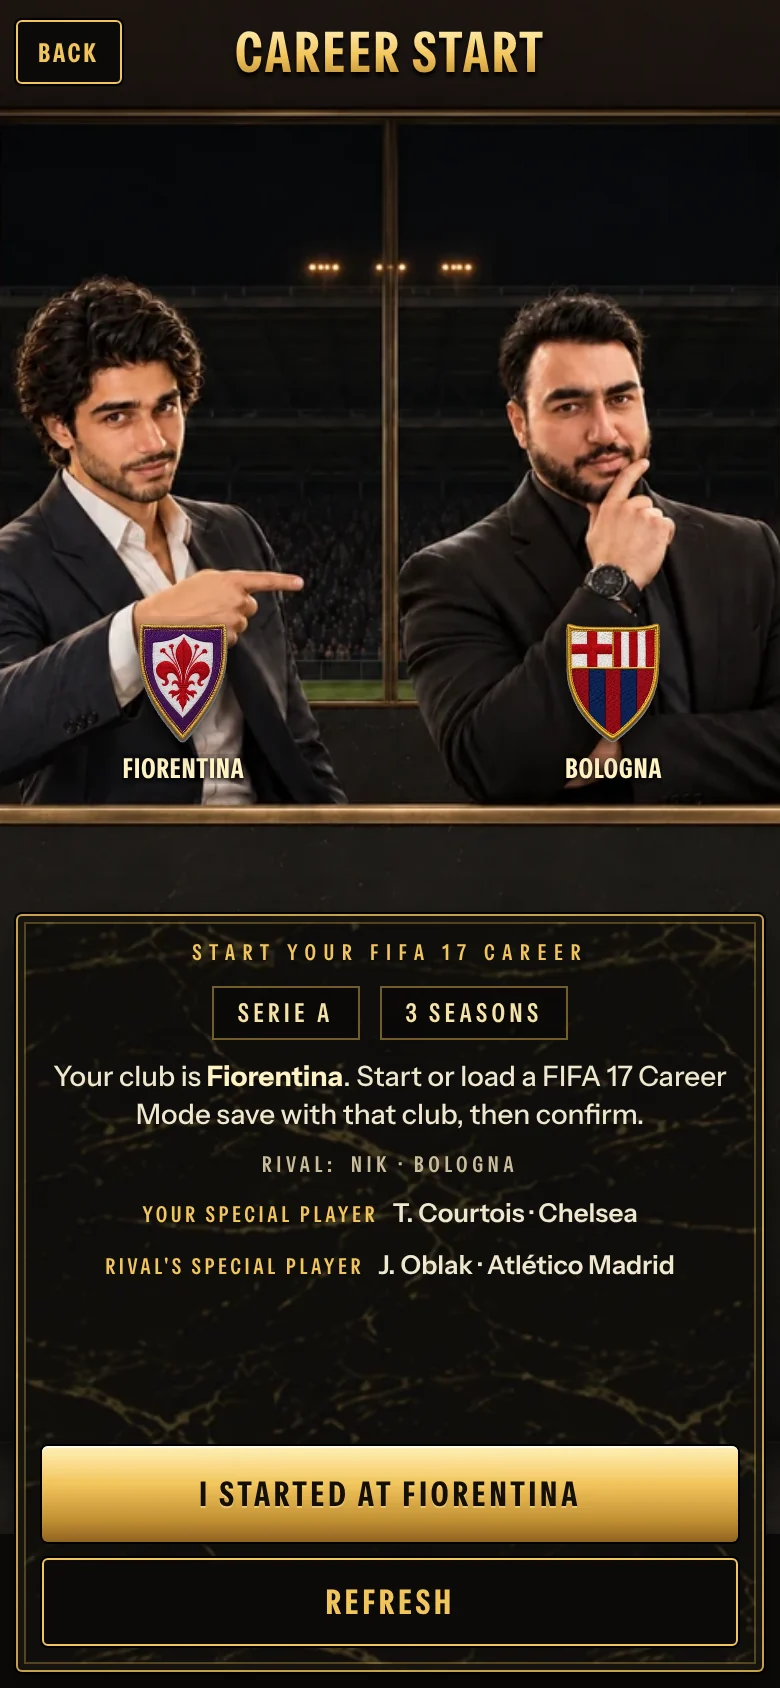 BACK
CAREER START
FIORENTINA
BOLOGNA
START YOUR FIFA 17 CAREER
SERIE A
3 SEASONS
Your club is Fiorentina. Start or load a FIFA 17 Career
Mode save with that club, then confirm.
RIVAL: NIK · BOLOGNA
YOUR SPECIAL PLAYER T. Courtois · Chelsea
RIVAL'S SPECIAL PLAYER J. Oblak · Atlético Madrid
I STARTED AT FIORENTINA
REFRESH